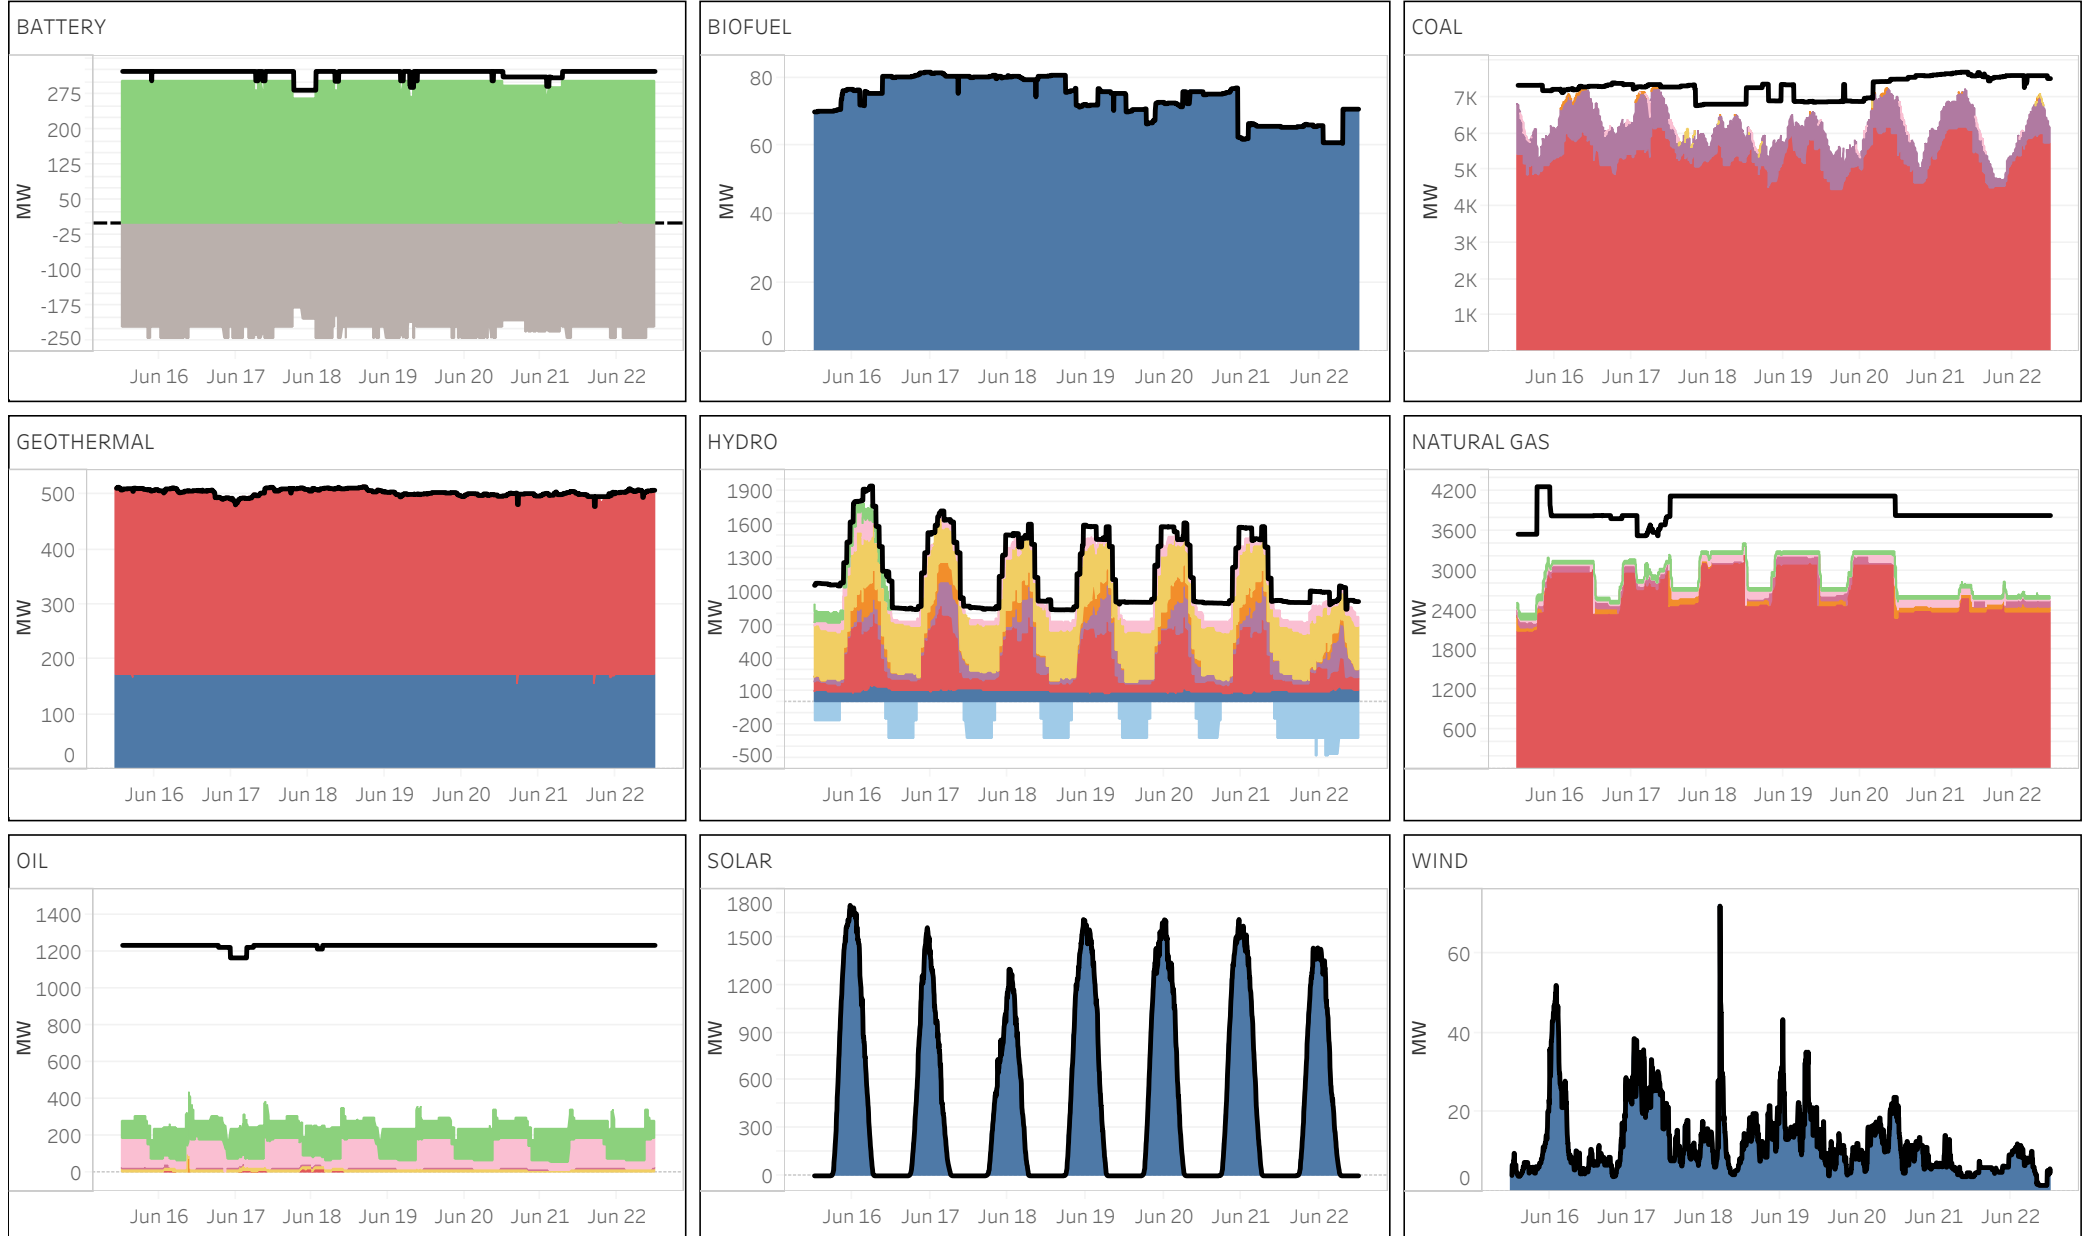 BATTERY
MW
275
200
125
50
-25
-100
-175
-250
Jun 16 Jun 17 Jun 18 Jun 19 Jun 20 Jun 21 Jun 22
BIOFUEL
MW
80
60
40
20
0
Jun 16 Jun 17 Jun 18 Jun 19 Jun 20 Jun 21 Jun 22
COAL
MW
7K
6K
5K
4K
3K
2K
1K
Jun 16 Jun 17 Jun 18 Jun 19 Jun 20 Jun 21 Jun 22
GEOTHERMAL
MW
500
400
300
200
100
0
Jun 16 Jun 17 Jun 18 Jun 19 Jun 20 Jun 21 Jun 22
HYDRO
MW
1900
1600
1300
1000
700
400
100
-200
-500
Jun 16 Jun 17 Jun 18 Jun 19 Jun 20 Jun 21 Jun 22
NATURAL GAS
MW
4200
3600
3000
2400
1800
1200
600
Jun 16 Jun 17 Jun 18 Jun 19 Jun 20 Jun 21 Jun 22
OIL
MW
1400
1200
1000
800
600
400
200
0
Jun 16 Jun 17 Jun 18 Jun 19 Jun 20 Jun 21 Jun 22
SOLAR
MW
1800
1500
1200
900
600
300
0
Jun 16 Jun 17 Jun 18 Jun 19 Jun 20 Jun 21 Jun 22
WIND
MW
60
40
20
0
Jun 16 Jun 17 Jun 18 Jun 19 Jun 20 Jun 21 Jun 22